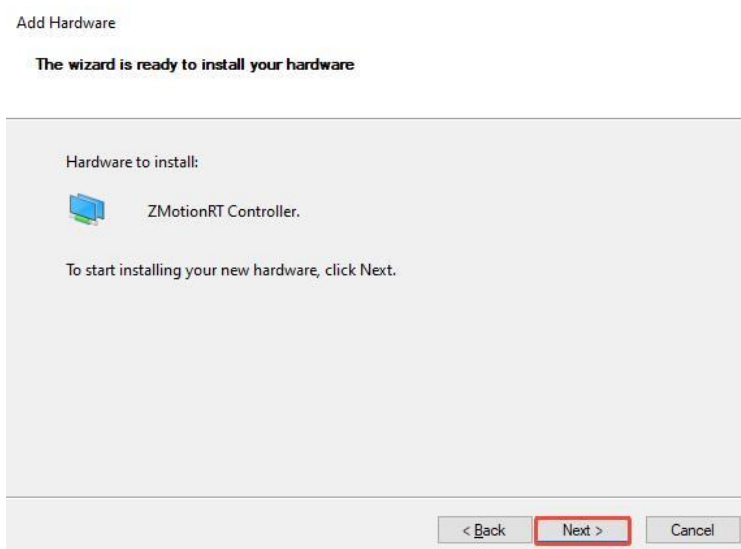 Add Hardware
The wizard is ready to install your hardware
Hardware to install:
ZMotionRT Controller.
To start installing your new hardware, click Next.
< Back Next > Cancel